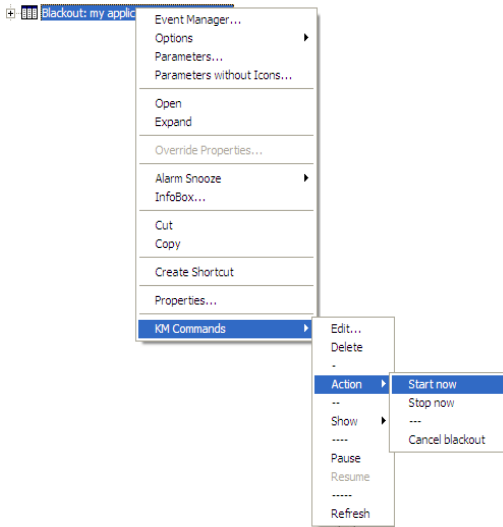 Blackout: my applic
Event Manager...
Options
Parameters...
Parameters without Icons...
Open
Expand
Override Properties...
Alarm Snooze
InfoBox...
Cut
Copy
Create Shortcut
Properties...
KM Commands
Edit...
Delete
-
Action
--
Show
----
Pause
Resume
-----
Refresh
Start now
Stop now
---
Cancel blackout